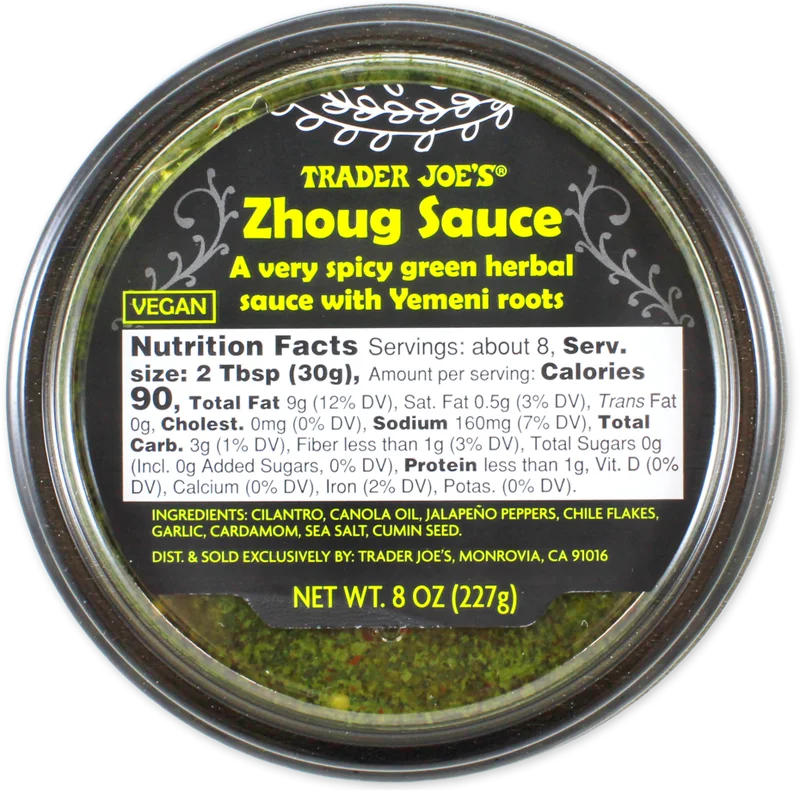 TRADER JOE'S®
Zhoug Sauce
A very spicy green herbal
sauce with Yemeni roots
VEGAN
Nutrition Facts Servings: about 8, Serv.
size: 2 Tbsp (30g), Amount per serving: Calories
90, Total Fat 9g (12% DV), Sat. Fat 0.5g (3% DV), Trans Fat
0g, Cholest. 0mg (0% DV), Sodium 160mg (7% DV), Total
Carb. 3g (1% DV), Fiber less than 1g (3% DV), Total Sugars 0g
(Incl. 0g Added Sugars, 0% DV), Protein less than 1g, Vit. D (0%
DV), Calcium (0% DV), Iron (2% DV), Potas. (0% DV).
INGREDIENTS: CILANTRO, CANOLA OIL, JALAPEÑO PEPPERS, CHILE FLAKES,
GARLIC, CARDAMOM, SEA SALT, CUMIN SEED.
DIST. & SOLD EXCLUSIVELY BY: TRADER JOE'S, MONROVIA, CA 91016
NET WT. 8 OZ (227g)